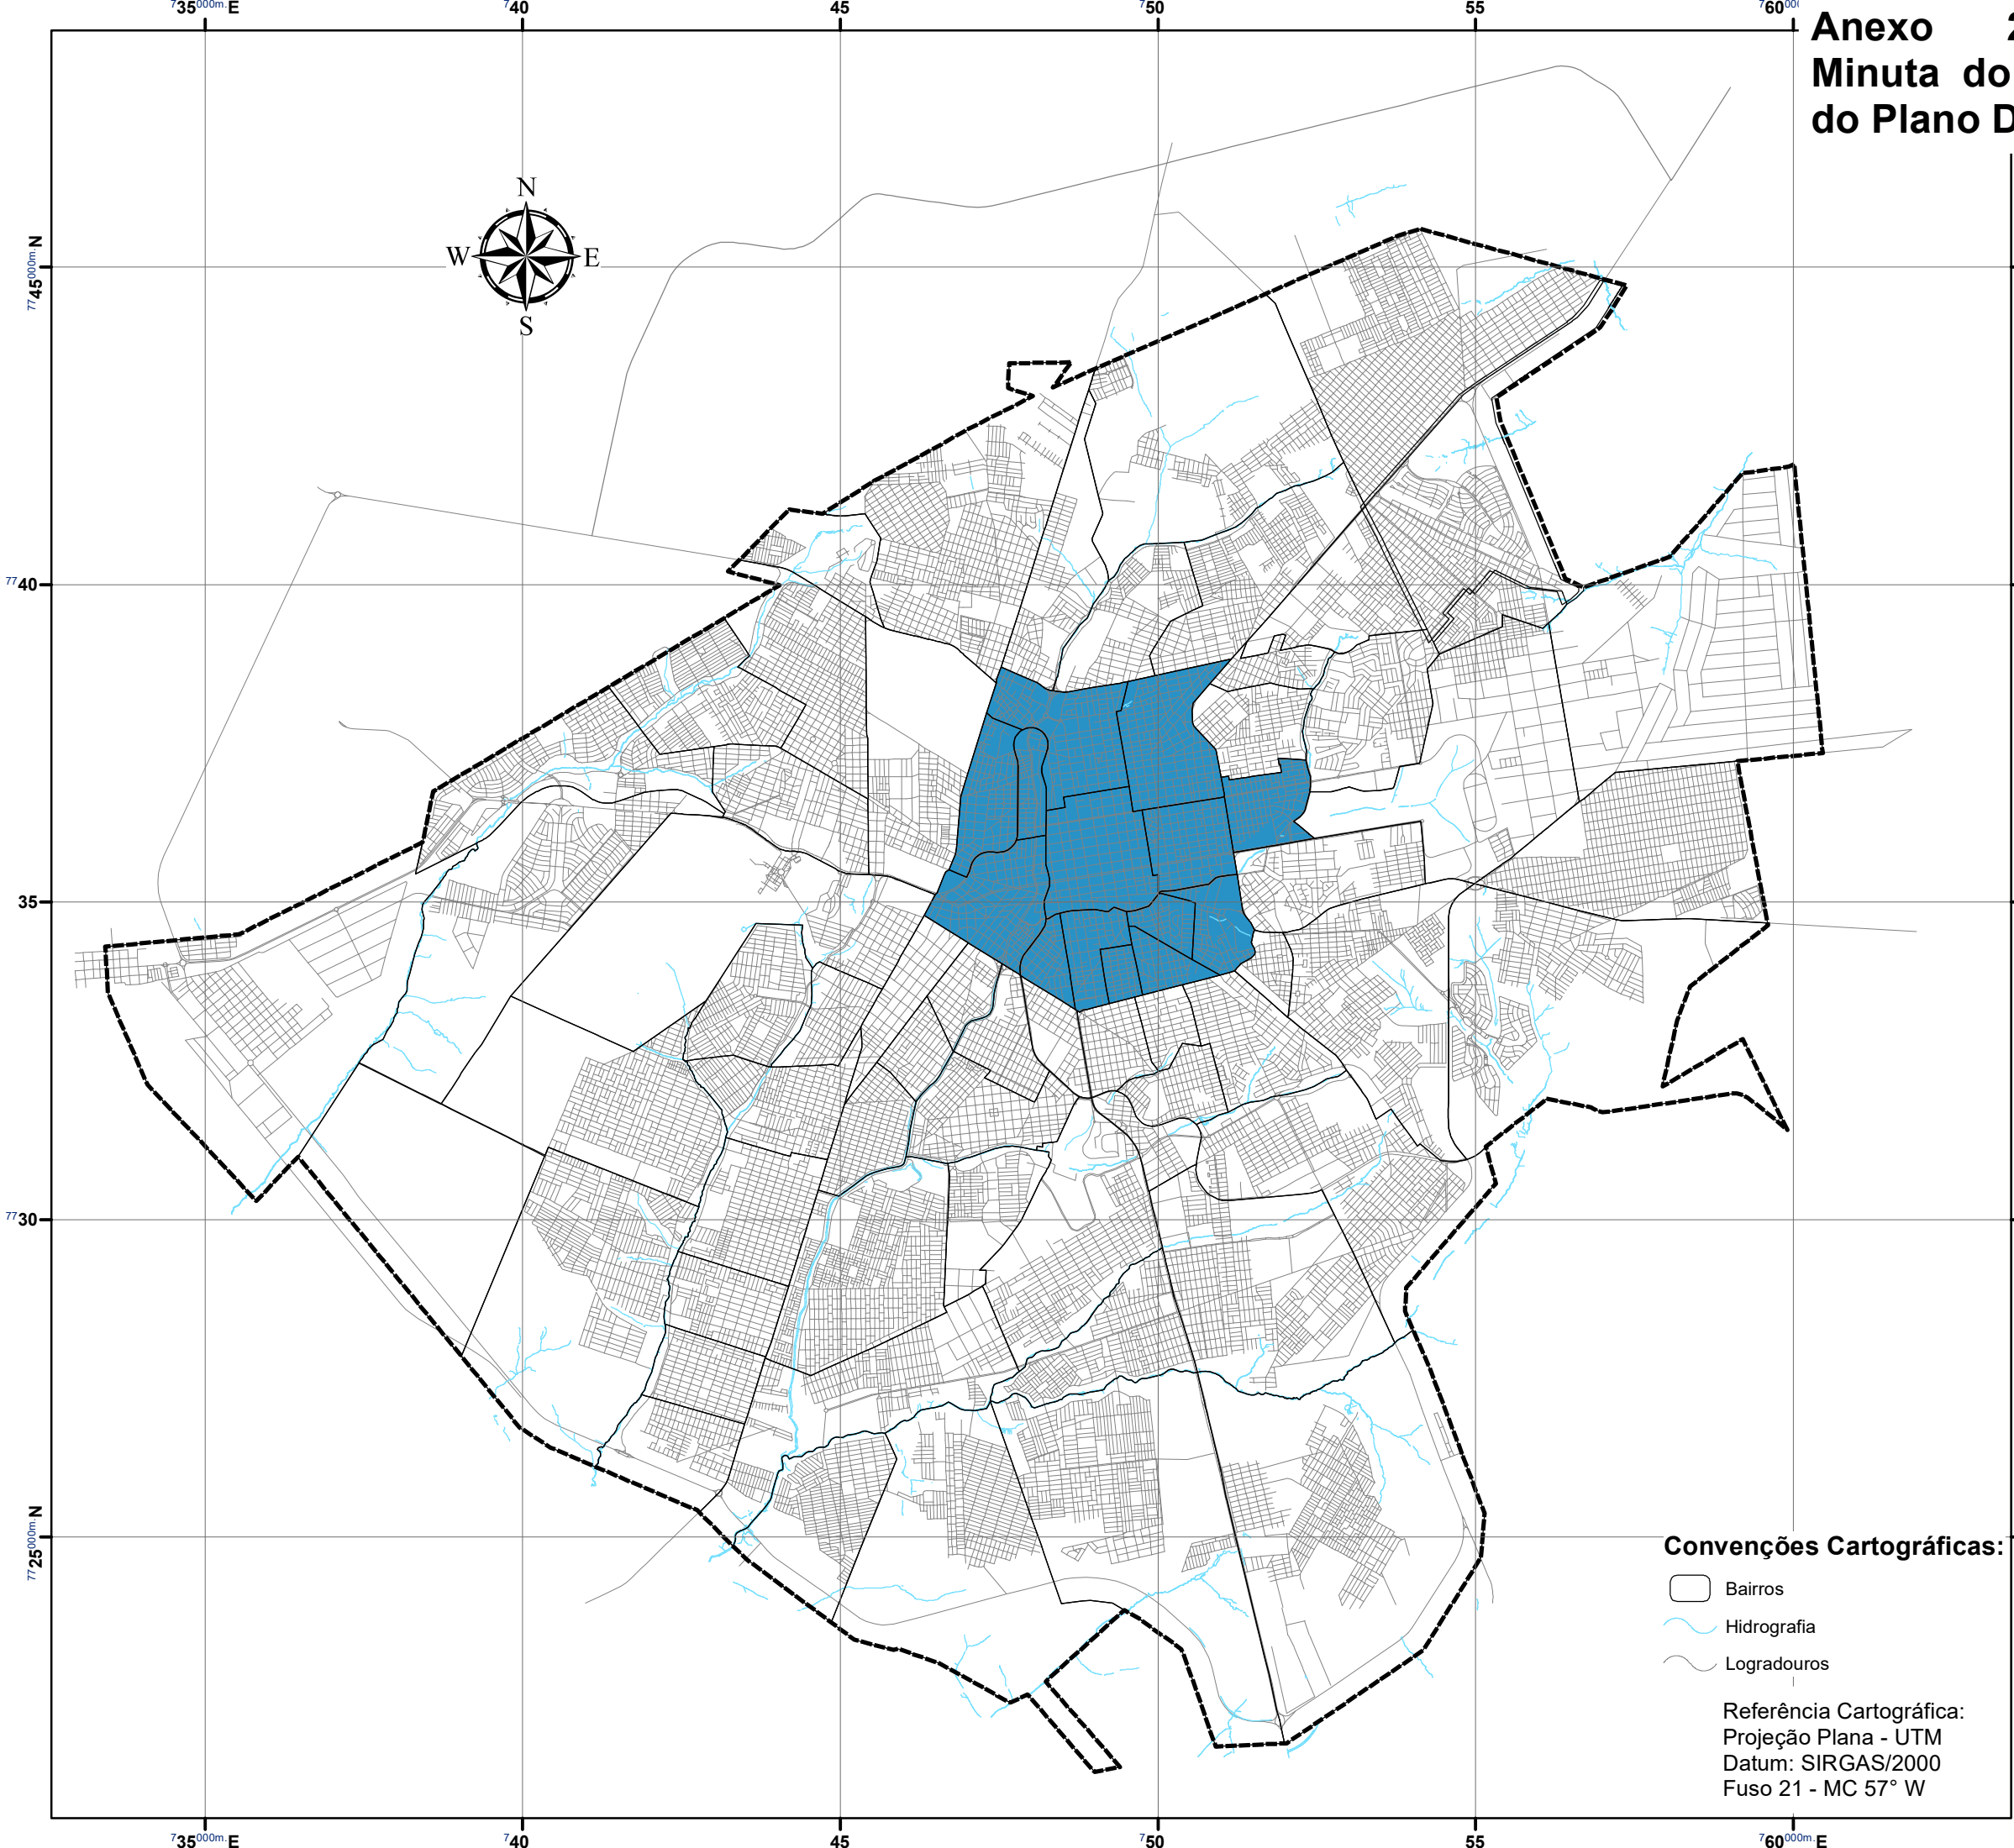 735000m.E 740 45 750 55 760000
Anexo 2
Minuta do
do Plano D
N
W E
S
7745000m.N
7740
35
7730
7725000m.N
Convenções Cartográficas:
Bairros
Hidrografia
Logradouros
Referência Cartográfica:
Projeção Plana - UTM
Datum: SIRGAS/2000
Fuso 21 - MC 57° W
735000m.E 740 45 750 55 760000m.E